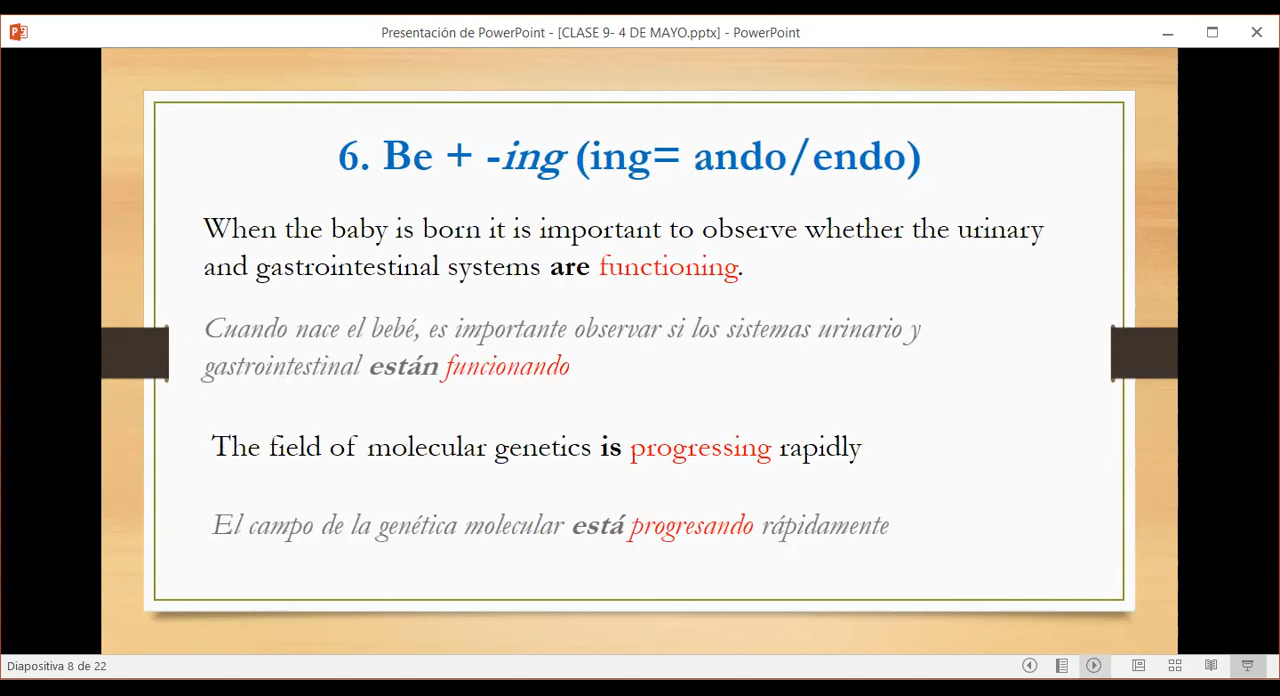 Presentación de PowerPoint - [CLASE 9- 4 DE MAYO.pptx] - PowerPoint
6. Be + -ing (ing= ando/endo)
When the baby is born it is important to observe whether the urinary
and gastrointestinal systems are functioning.
Cuando nace el bebé, es importante observar si los sistemas urinario y
gastrointestinal están funcionando
The field of molecular genetics is progressing rapidly
El campo de la genética molecular está progresando rápidamente
Diapositiva 8 de 22